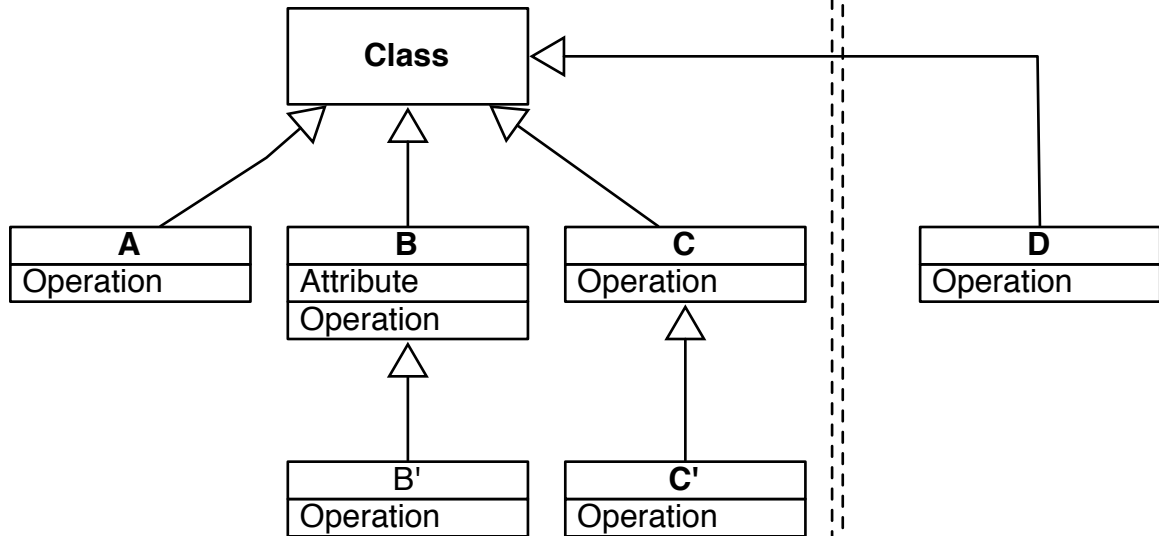 Class
A
Operation
B
Attribute
Operation
C
Operation
D
Operation
B'
Operation
C'
Operation